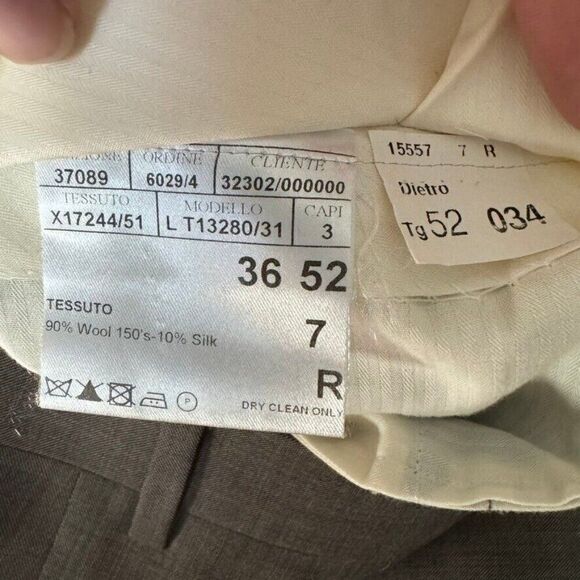 ORDINE CLIENTE
37089 6029/4 32302/000000
TESSUTO MODELLO CAPI
X17244/51 L T13280/31 3
36 52
TESSUTO
90% Wool 150's-10% Silk
7
R
P
DRY CLEAN ONLY
15557 7 R
Dietro
Tg 52 034